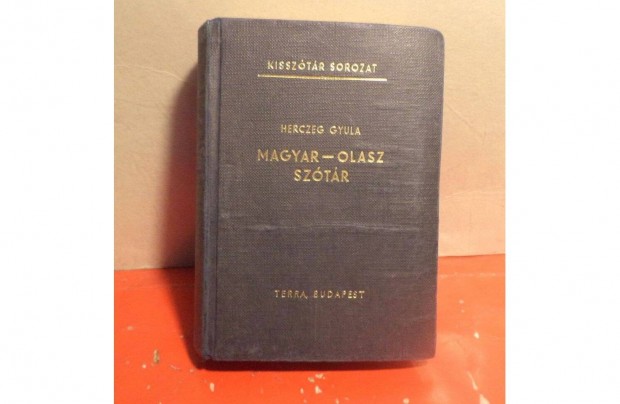 KISSZÓTÁR SOROZAT
HERCZEG GYULA
MAGYAR—OLASZ
SZÓTÁR
TERRA, BUDAPEST